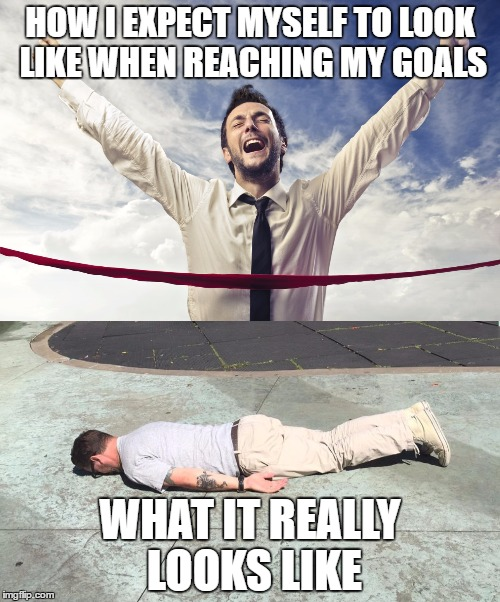 HOW I EXPECT MYSELF TO LOOK
LIKE WHEN REACHING MY GOALS
WHAT IT REALLY
LOOKS LIKE
imgflip.com